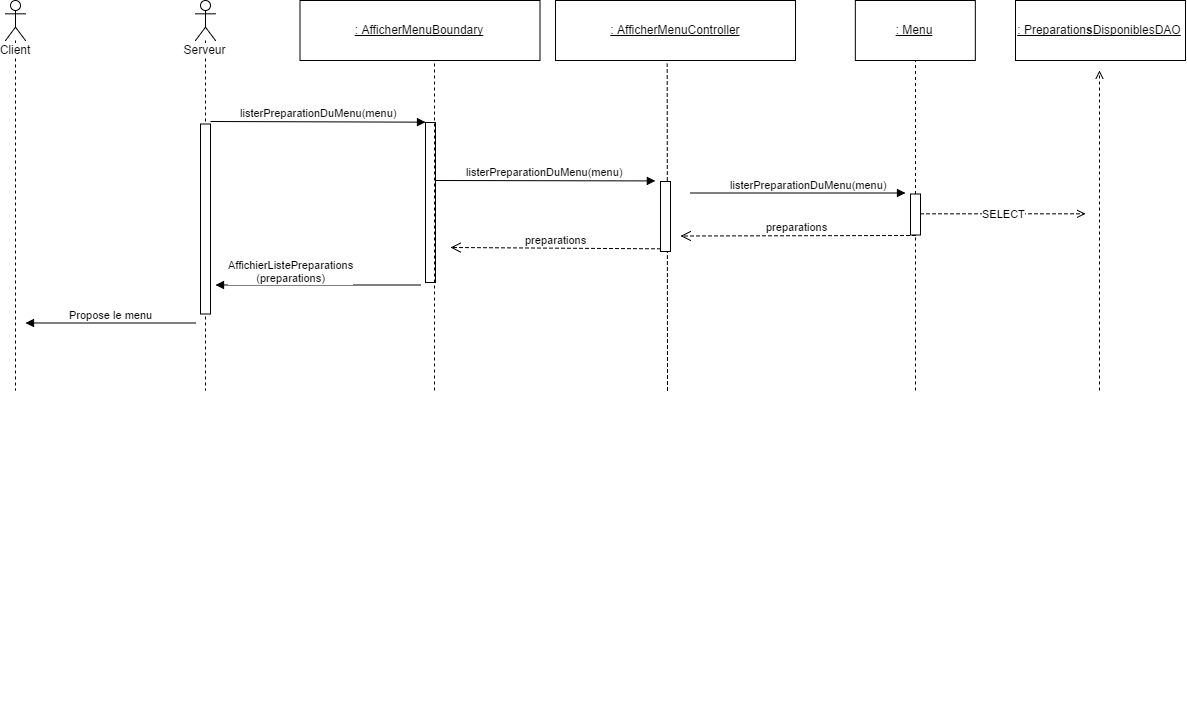 Client
Serveur
: AfficherMenuBoundary
: AfficherMenuController
: Menu
: PreparationsDisponiblesDAO
listerPreparationDuMenu(menu)
listerPreparationDuMenu(menu)
listerPreparationDuMenu(menu)
SELECT
preparations
preparations
AffichierListePreparations
(preparations)
Propose le menu